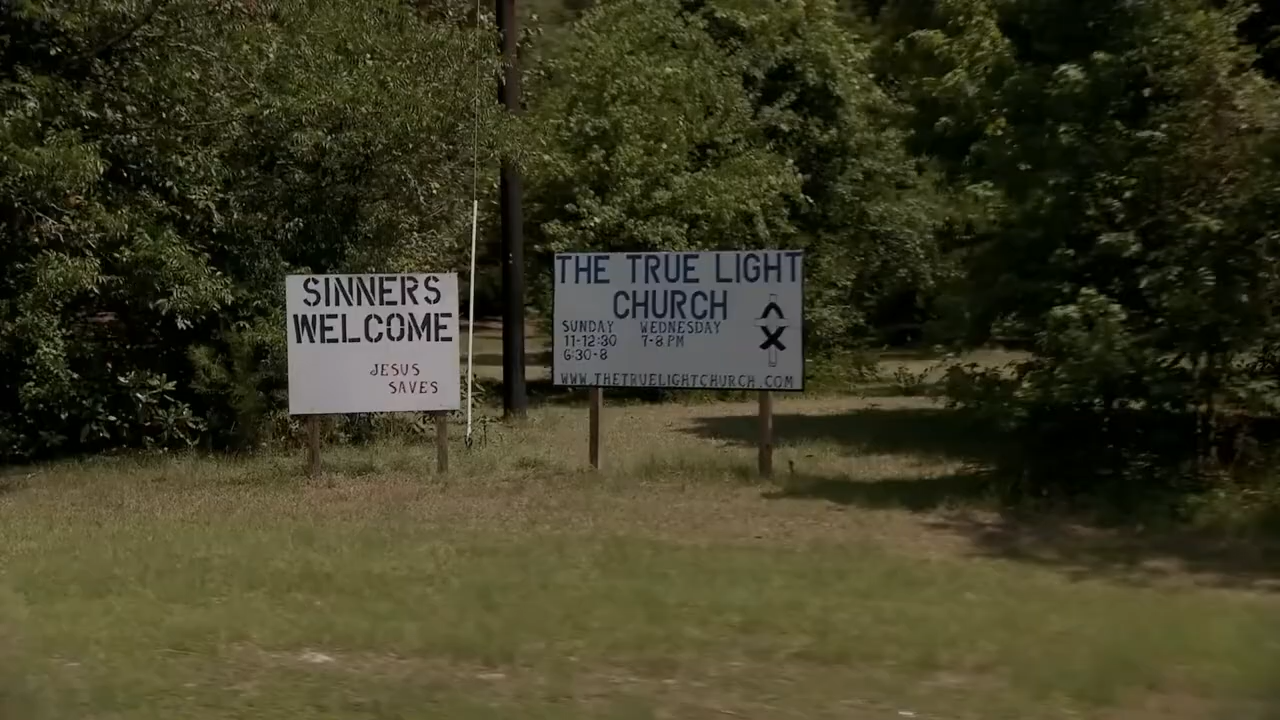 SINNERS
WELCOME
JESUS
SAVES
THE TRUE LIGHT
CHURCH
SUNDAY WEDNESDAY
11-12:30 7-8 PM
6:30-8
WWW.THETRUELIGHTCHURCH.COM